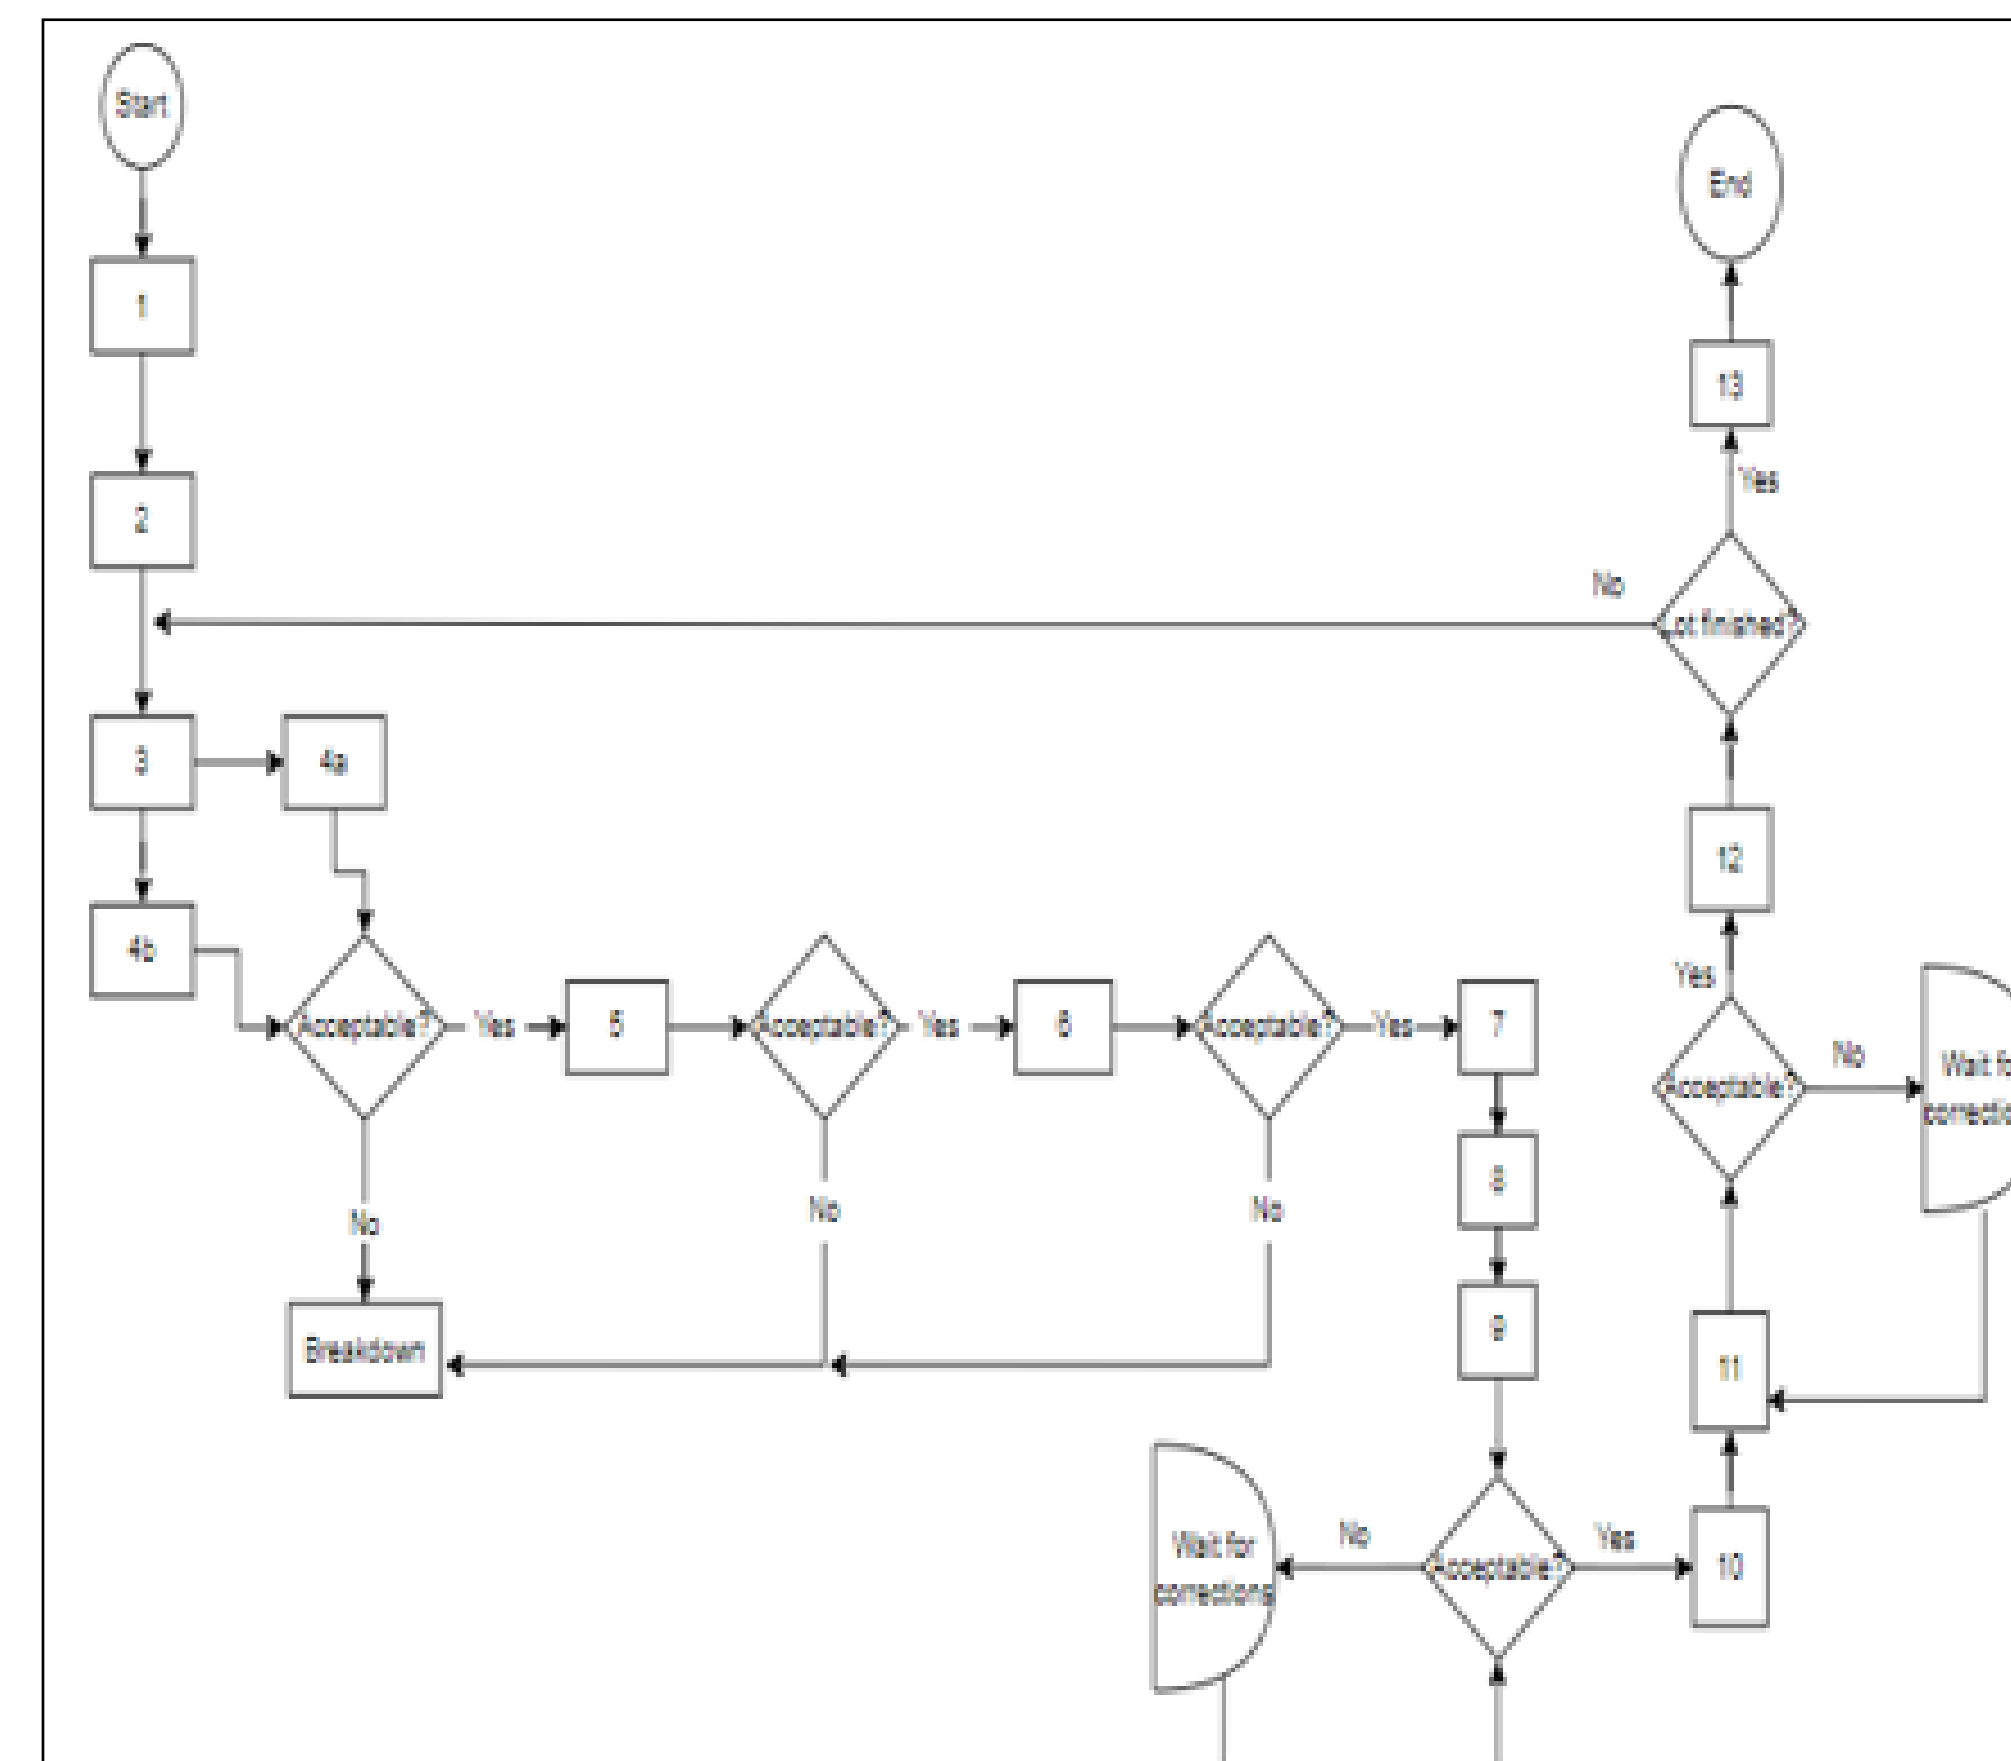 Start
End
1
13
Yes
2
No
Lot finished?
3
4a
12
4b
Yes
Acceptable?
Yes
5
Acceptable?
Yes
6
Acceptable?
Yes
7
Acceptable?
No
Wait for
8
No
No
No
Breakdown
9
11
Wait for
corrections
No
Acceptable?
Yes
10